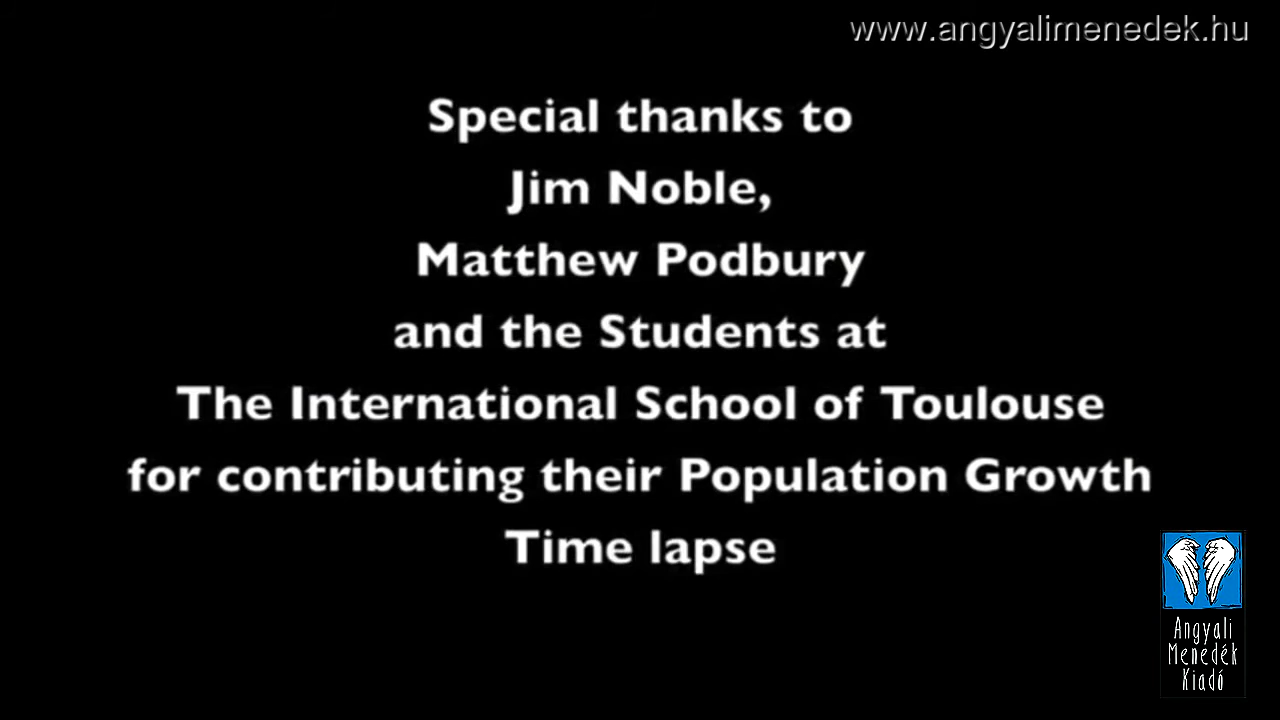 www.angyalimenedek.hu
Special thanks to
Jim Noble,
Matthew Podbury
and the Students at
The International School of Toulouse
for contributing their Population Growth
Time lapse
Angyali
Menedék
Kiadó